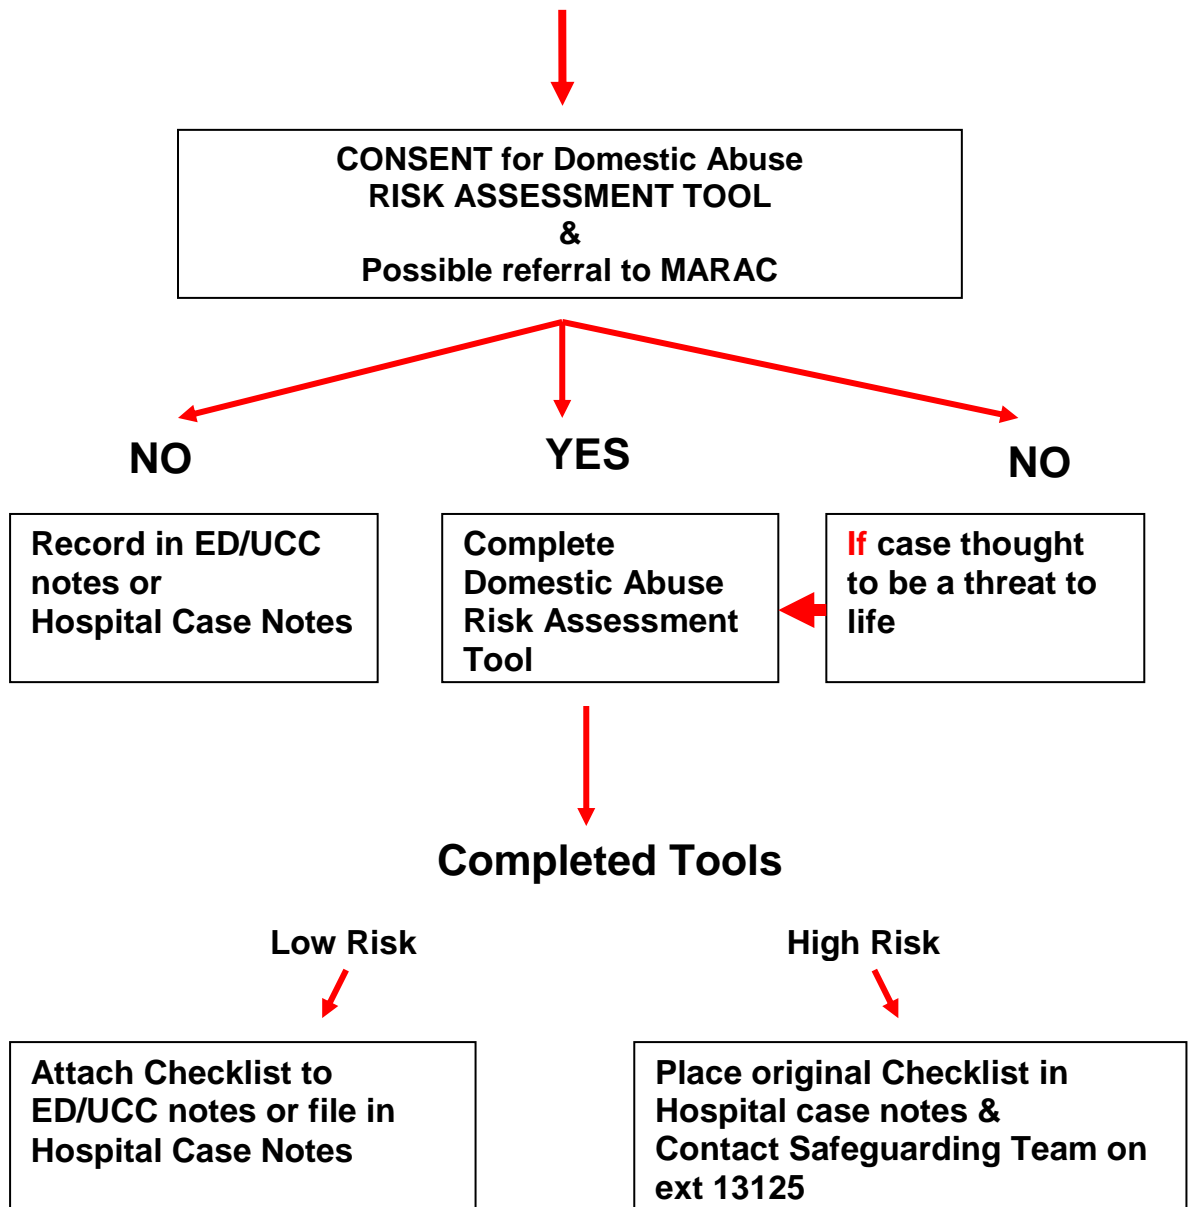 CONSENT for Domestic Abuse
RISK ASSESSMENT TOOL
&
Possible referral to MARAC
NO
YES
NO
Record in ED/UCC
notes or
Hospital Case Notes
Complete
Domestic Abuse
Risk Assessment
Tool
If case thought
to be a threat to
life
Completed Tools
Low Risk
High Risk
Attach Checklist to
ED/UCC notes or file in
Hospital Case Notes
Place original Checklist in
Hospital case notes &
Contact Safeguarding Team on
ext 13125